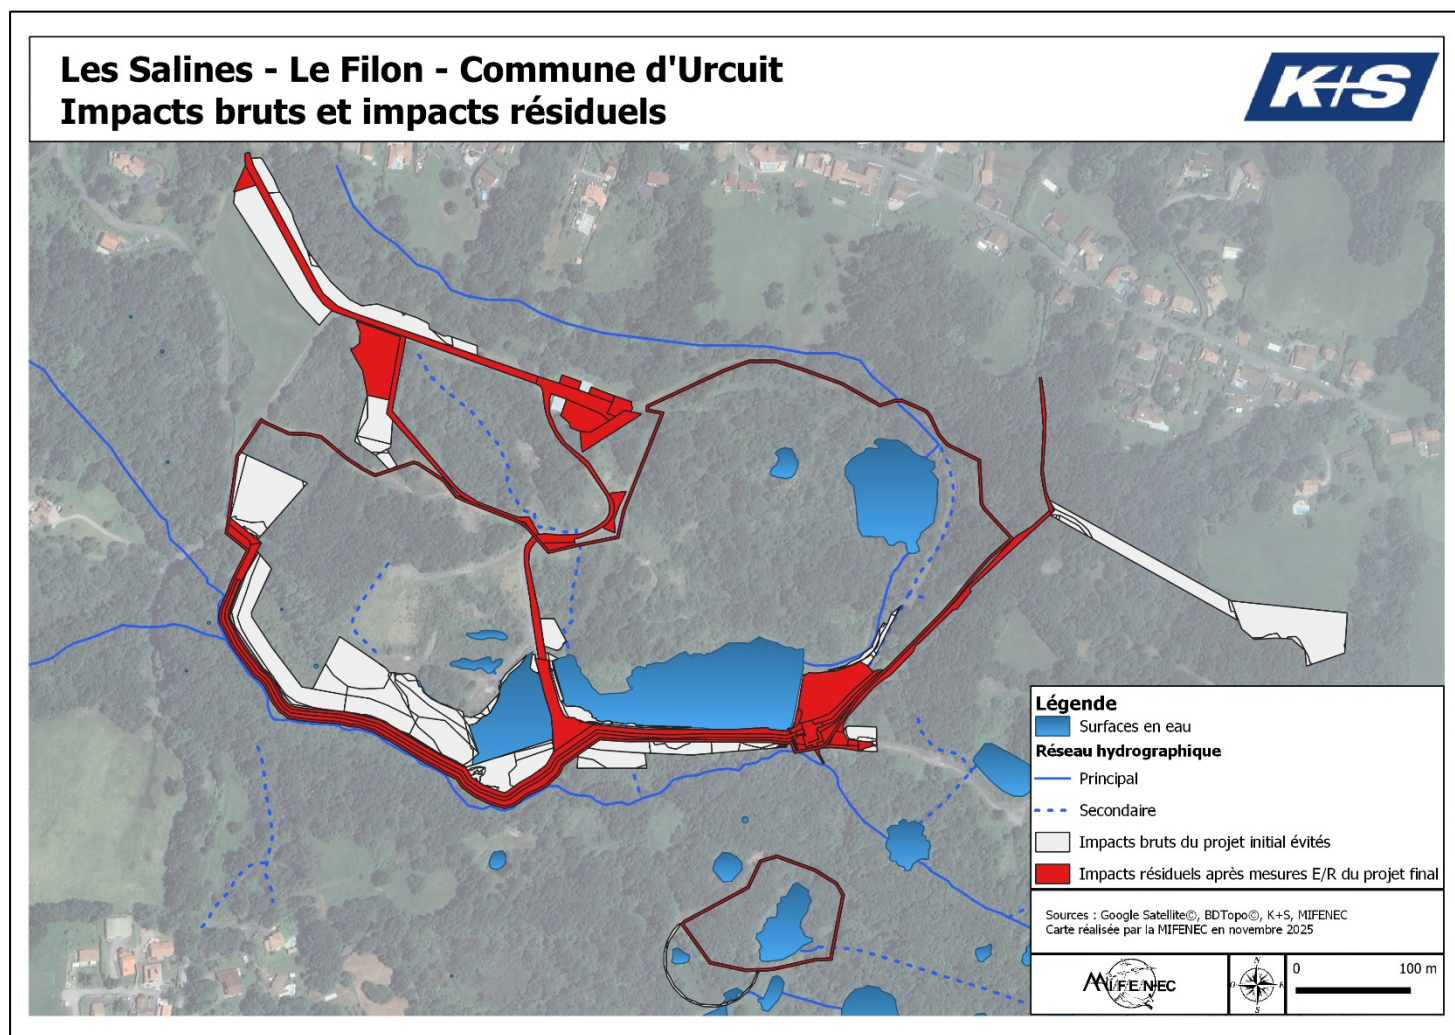 Les Salines - Le Filon - Commune d'Urcuit
Impacts bruts et impacts résiduels
K+S
Légende
Surfaces en eau
Réseau hydrographique
Principal
Secondaire
Impacts bruts du projet initial évités
Impacts résiduels après mesures E/R du projet final
Sources : Google Satellite©, BDTopo©, K+S, MIFENEC
Carte réalisée par la MIFENEC en novembre 2025
MIFENEC
N
O E
S
0 100 m